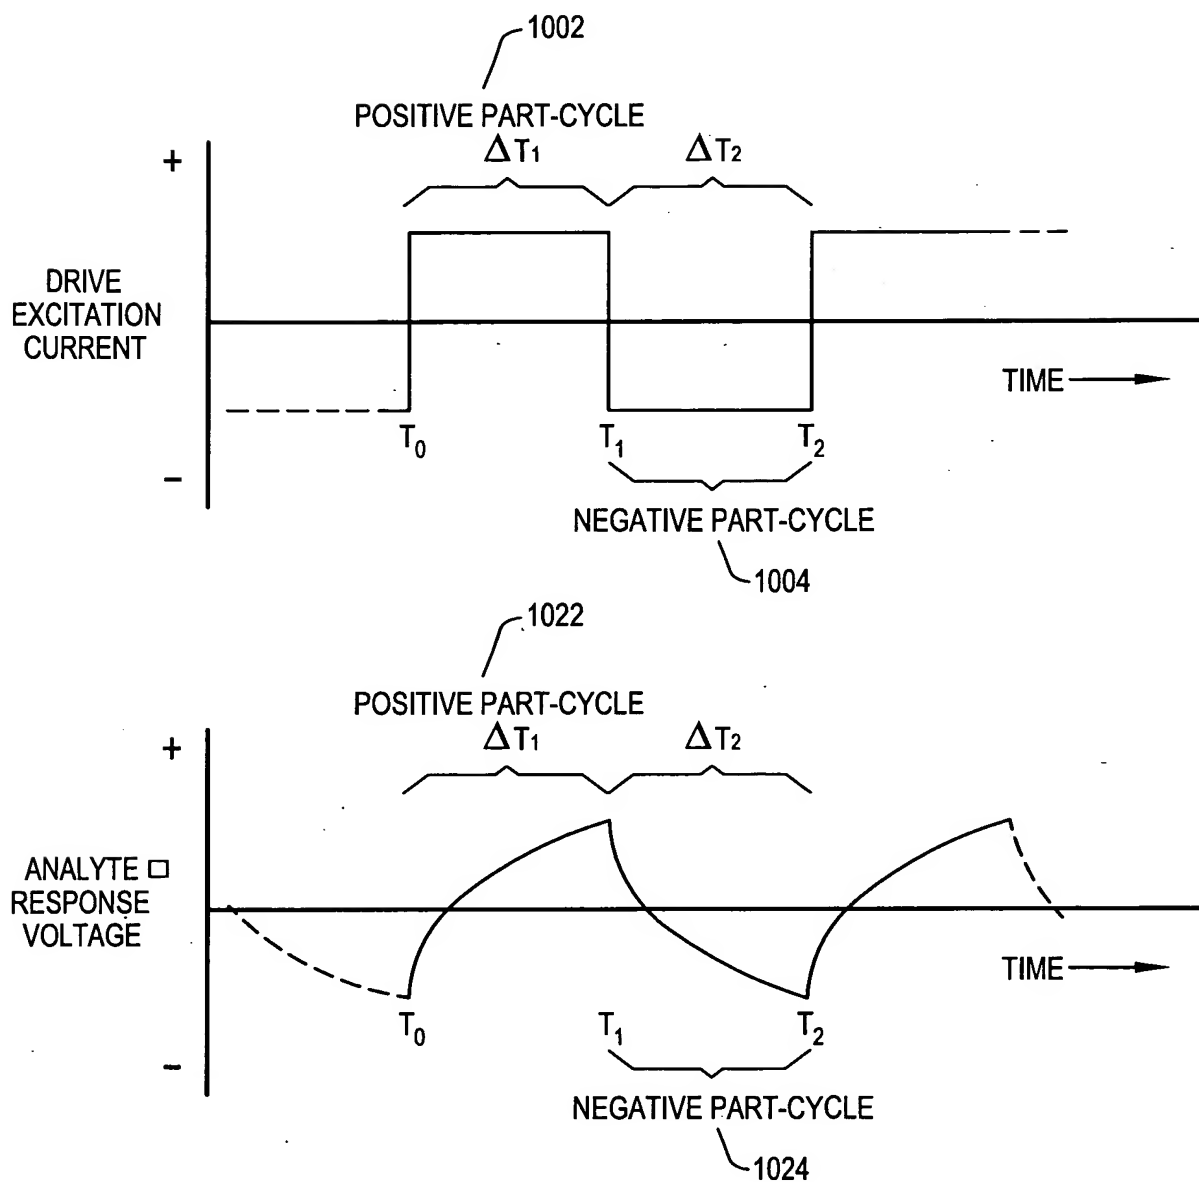 1002
POSITIVE PART-CYCLE
ΔT1 ΔT2
+
DRIVE
EXCITATION
CURRENT
TIME
T0 T1 T2
−
NEGATIVE PART-CYCLE
1004
1022
POSITIVE PART-CYCLE
ΔT1 ΔT2
+
ANALYTE □
RESPONSE
VOLTAGE
TIME
T0 T1 T2
−
NEGATIVE PART-CYCLE
1024